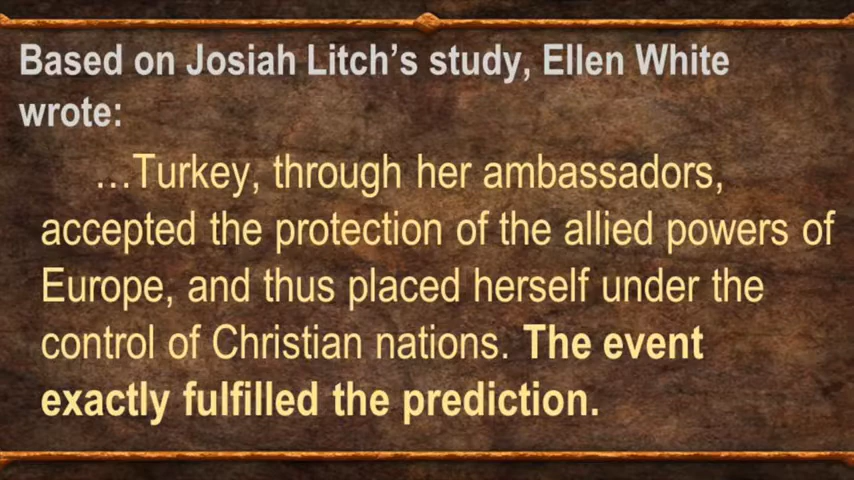 Based on Josiah Litch’s study, Ellen White
wrote:
…Turkey, through her ambassadors,
accepted the protection of the allied powers of
Europe, and thus placed herself under the
control of Christian nations. The event
exactly fulfilled the prediction.